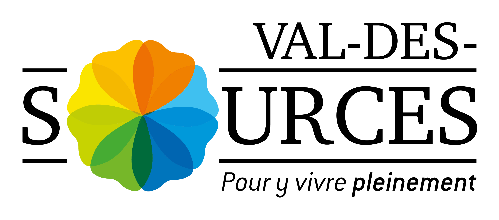 VAL-DES-
SOURCES
Pour y vivre pleinement